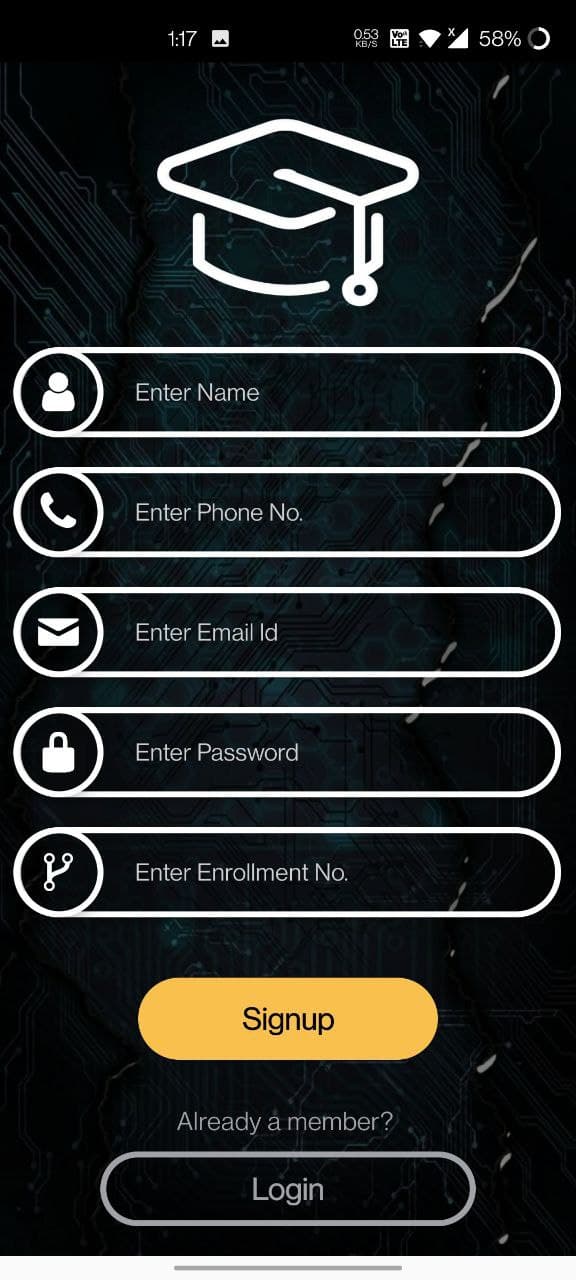 1:17 0.53 KB/S Vo LTE X 58%
Enter Name
Enter Phone No.
Enter Email Id
Enter Password
Enter Enrollment No.
Signup
Already a member?
Login